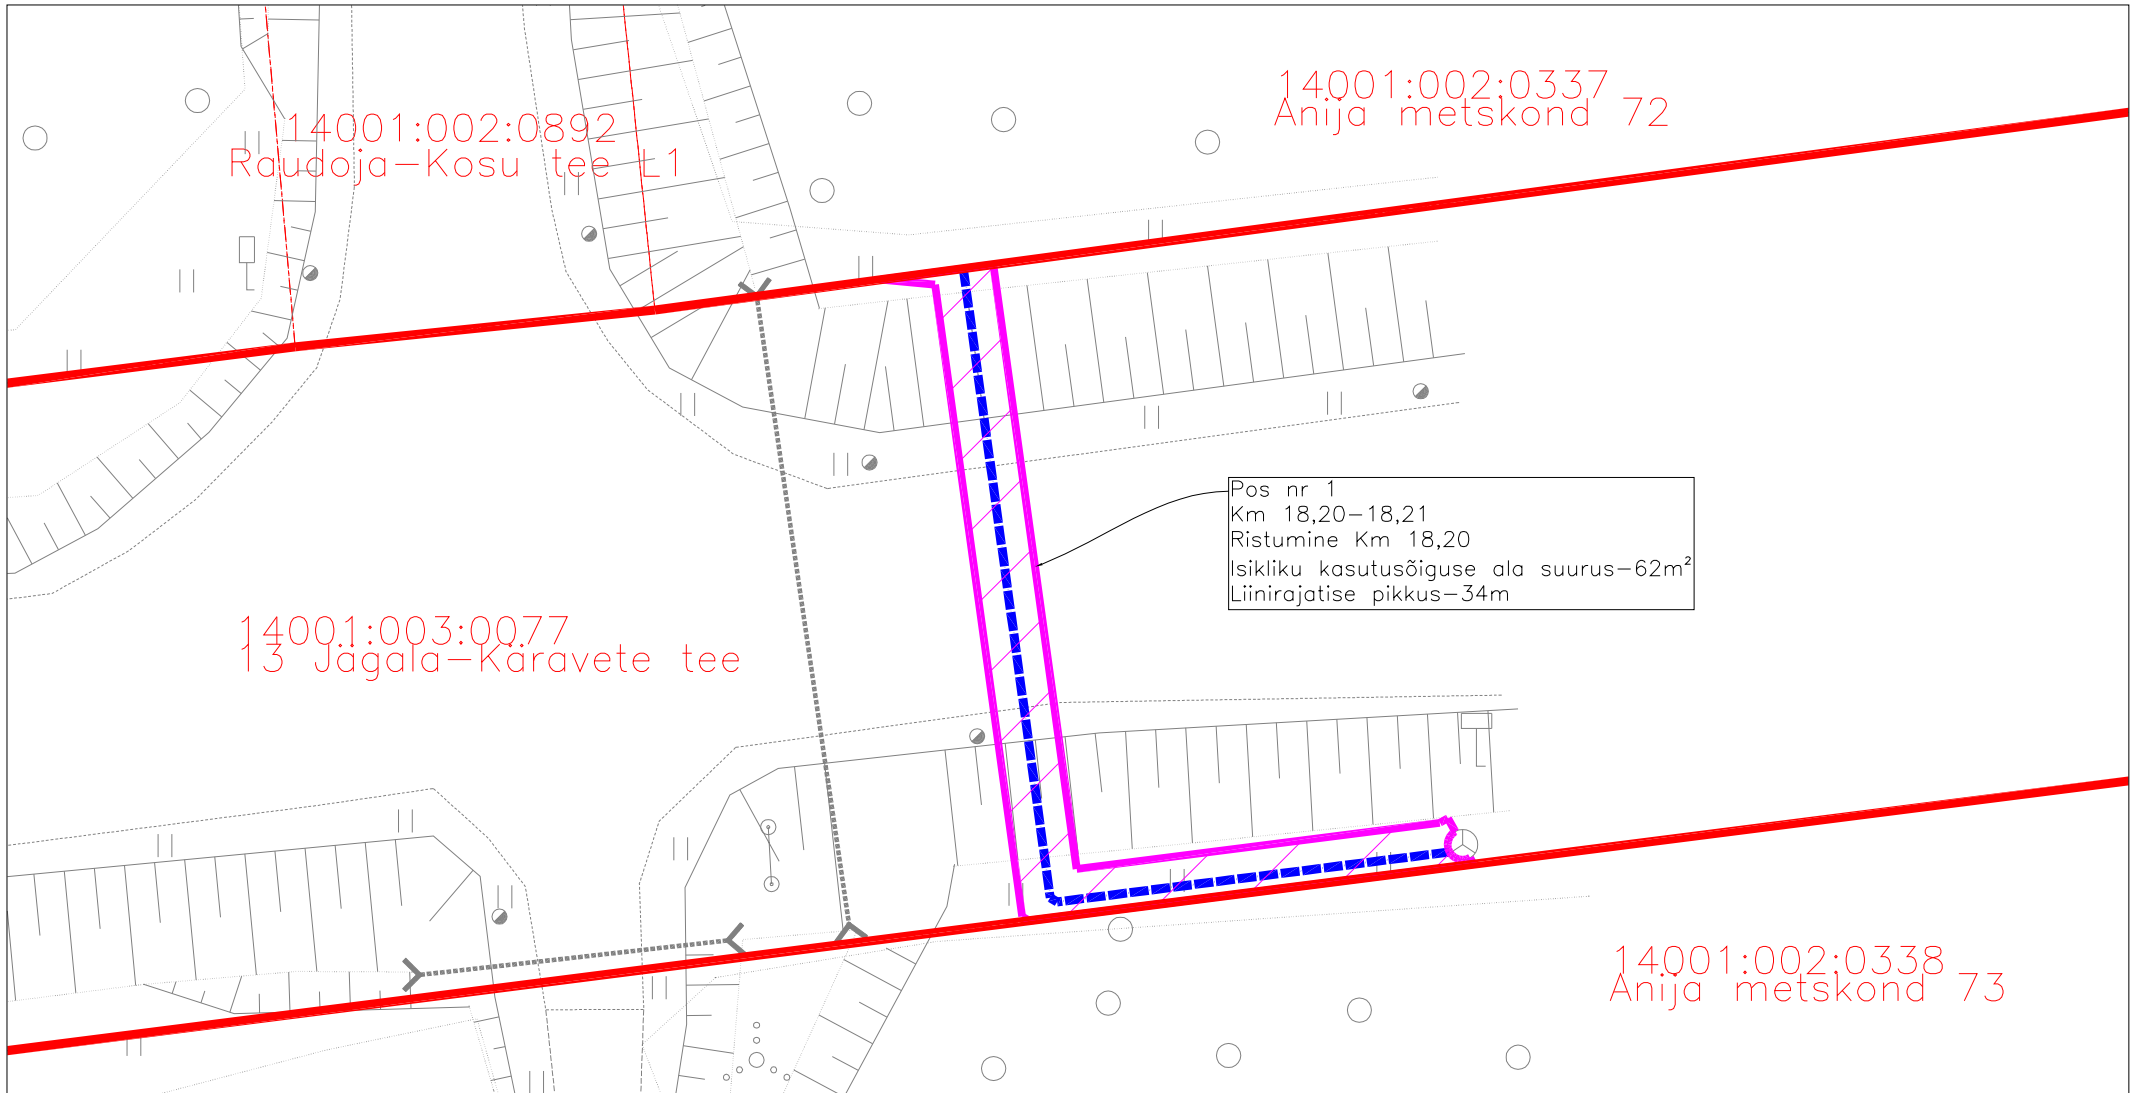 14001:002:0337
Anija metskond 72
14001:002:0892
Raudoja-Kosu tee L1
Pos nr 1
Km 18,20-18,21
Ristumine Km 18,20
Isikliku kasutusõiguse ala suurus-62m²
Liinirajatise pikkus-34m
14001:003:0077
13 Jägala-Käravete tee
14001:002:0338
Anija metskond 73